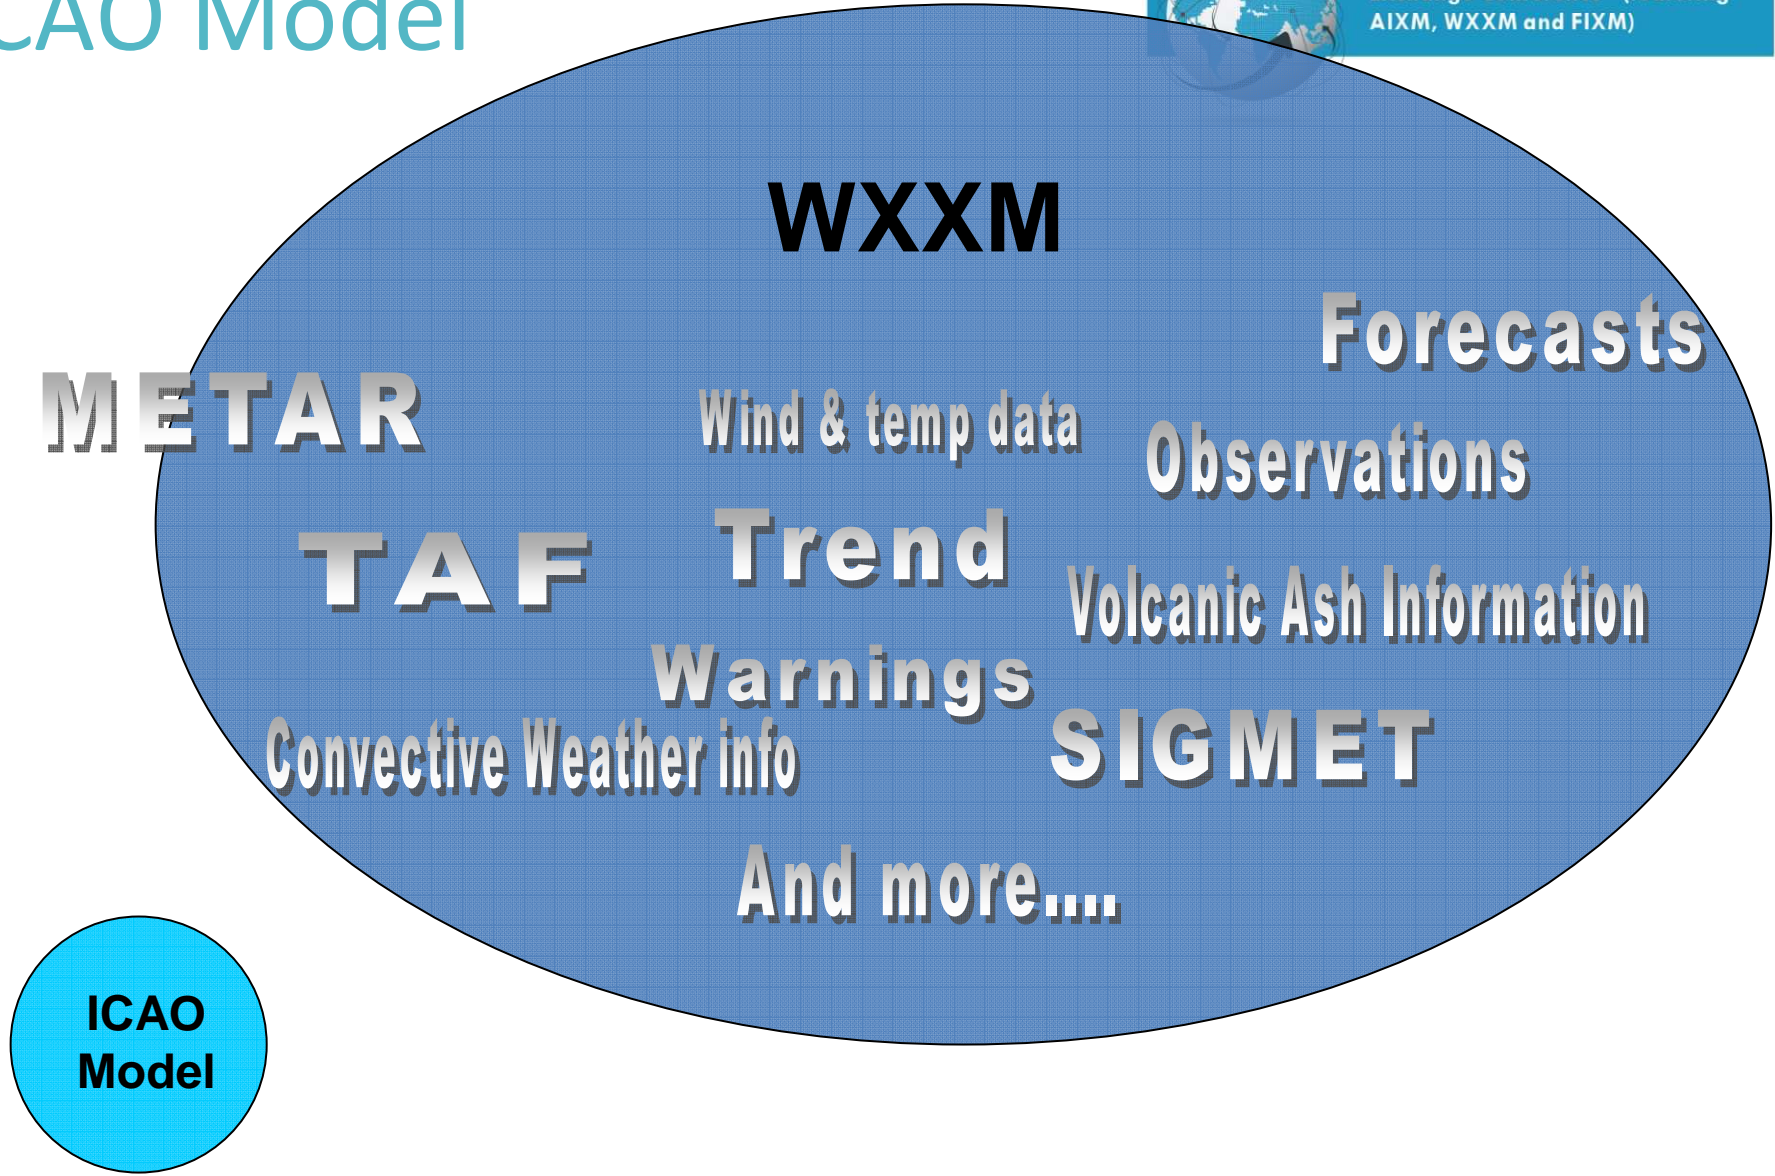 CAO Model
AIXM, WXXM and FIXM)
WXXM
Forecasts
METAR
Wind & temp data
Observations
Trend
TAF
Volcanic Ash Information
Warnings
SIGMET
Convective Weather info
And more....
ICAO
Model